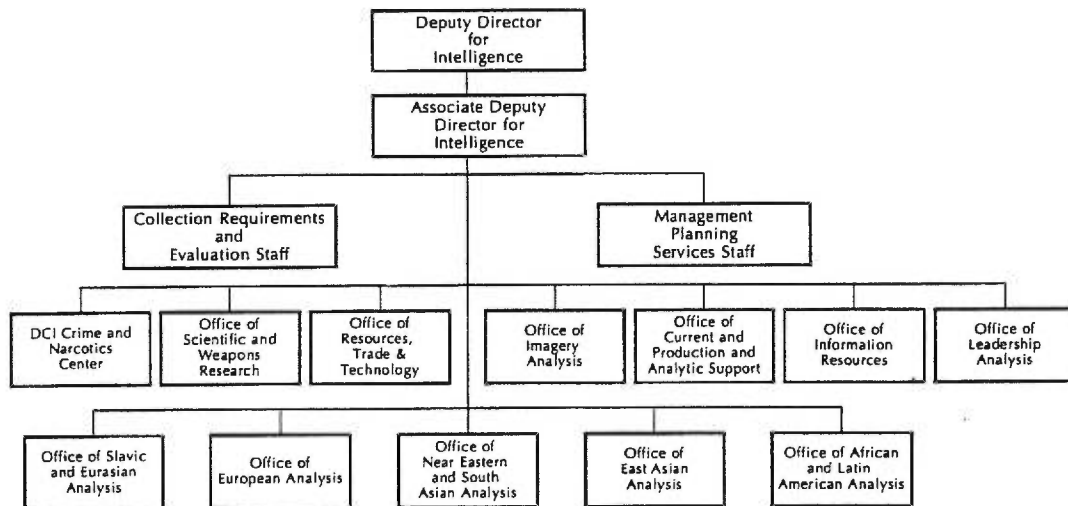 Deputy Director
for
Intelligence
Associate Deputy
Director for
Intelligence
Collection Requirements
and
Evaluation Staff
Management
Planning
Services Staff
DCI Crime and
Narcotics
Center
Office of
Scientific and
Weapons
Research
Office of
Resources,
Trade &
Technology
Office of
Imagery
Analysis
Office of
Current and
Production and
Analytic Support
Office of
Information
Resources
Office of
Leadership
Analysis
Office of Slavic
and Eurasian
Analysis
Office of
European Analysis
Office of
Near Eastern
and South
Asian Analysis
Office of
East Asian
Analysis
Office of African
and Latin
American Analysis